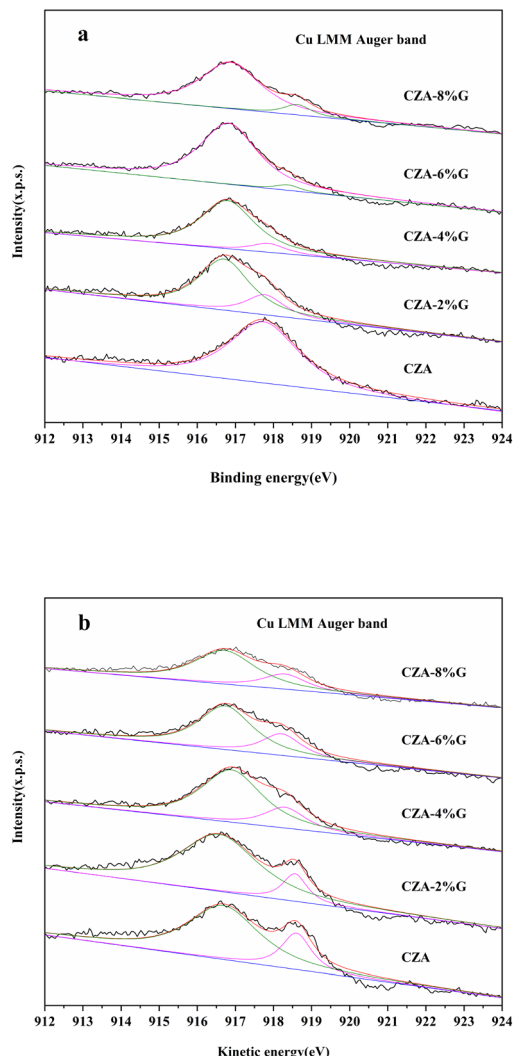 a
Cu LMM Auger band
CZA-8%G
CZA-6%G
CZA-4%G
CZA-2%G
CZA
Intensity(x.p.s.)
912 913 914 915 916 917 918 919 920 921 922 923 924
Binding energy(eV)
b
Cu LMM Auger band
CZA-8%G
CZA-6%G
CZA-4%G
CZA-2%G
CZA
Intensity(x.p.s.)
912 913 914 915 916 917 918 919 920 921 922 923 924
Kinetic energy(eV)